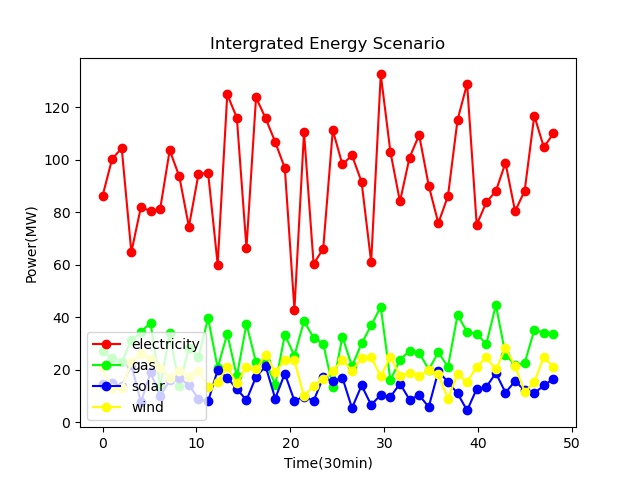 Intergrated Energy Scenario
Power(MW)
120
100
80
60
40
20
0
electricity
gas
solar
wind
0 10 20 30 40 50
Time(30min)